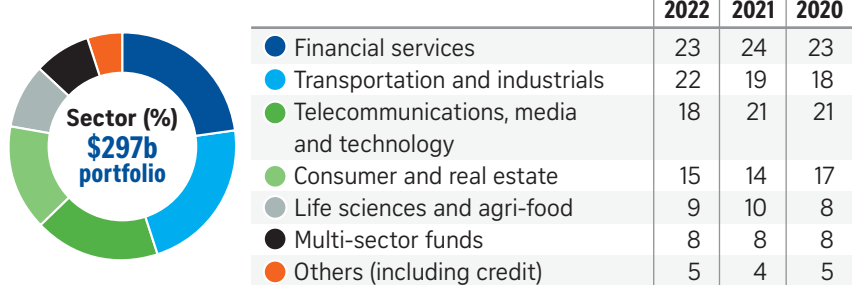 2022 2021 2020
Sector (%)
$297b
portfolio
Financial services 23 24 23
Transportation and industrials 22 19 18
Telecommunications, media 18 21 21
and technology
Consumer and real estate 15 14 17
Life sciences and agri-food 9 10 8
Multi-sector funds 8 8 8
Others (including credit) 5 4 5